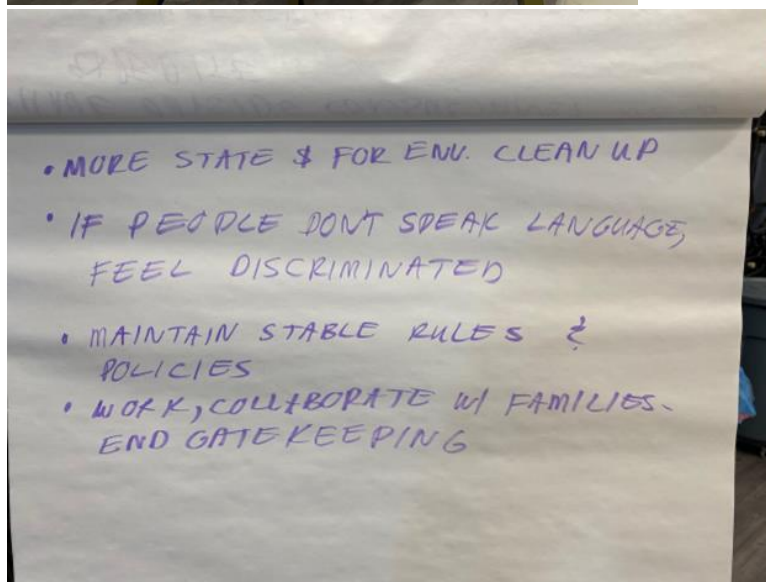 • MORE STATE $ FOR ENV. CLEAN UP
• IF PEOPLE DONT SPEAK LANGUAGE,
FEEL DISCRIMINATED
• MAINTAIN STABLE RULES &
POLICIES
• WORK, COLLABORATE W/ FAMILIES.
END GATEKEEPING